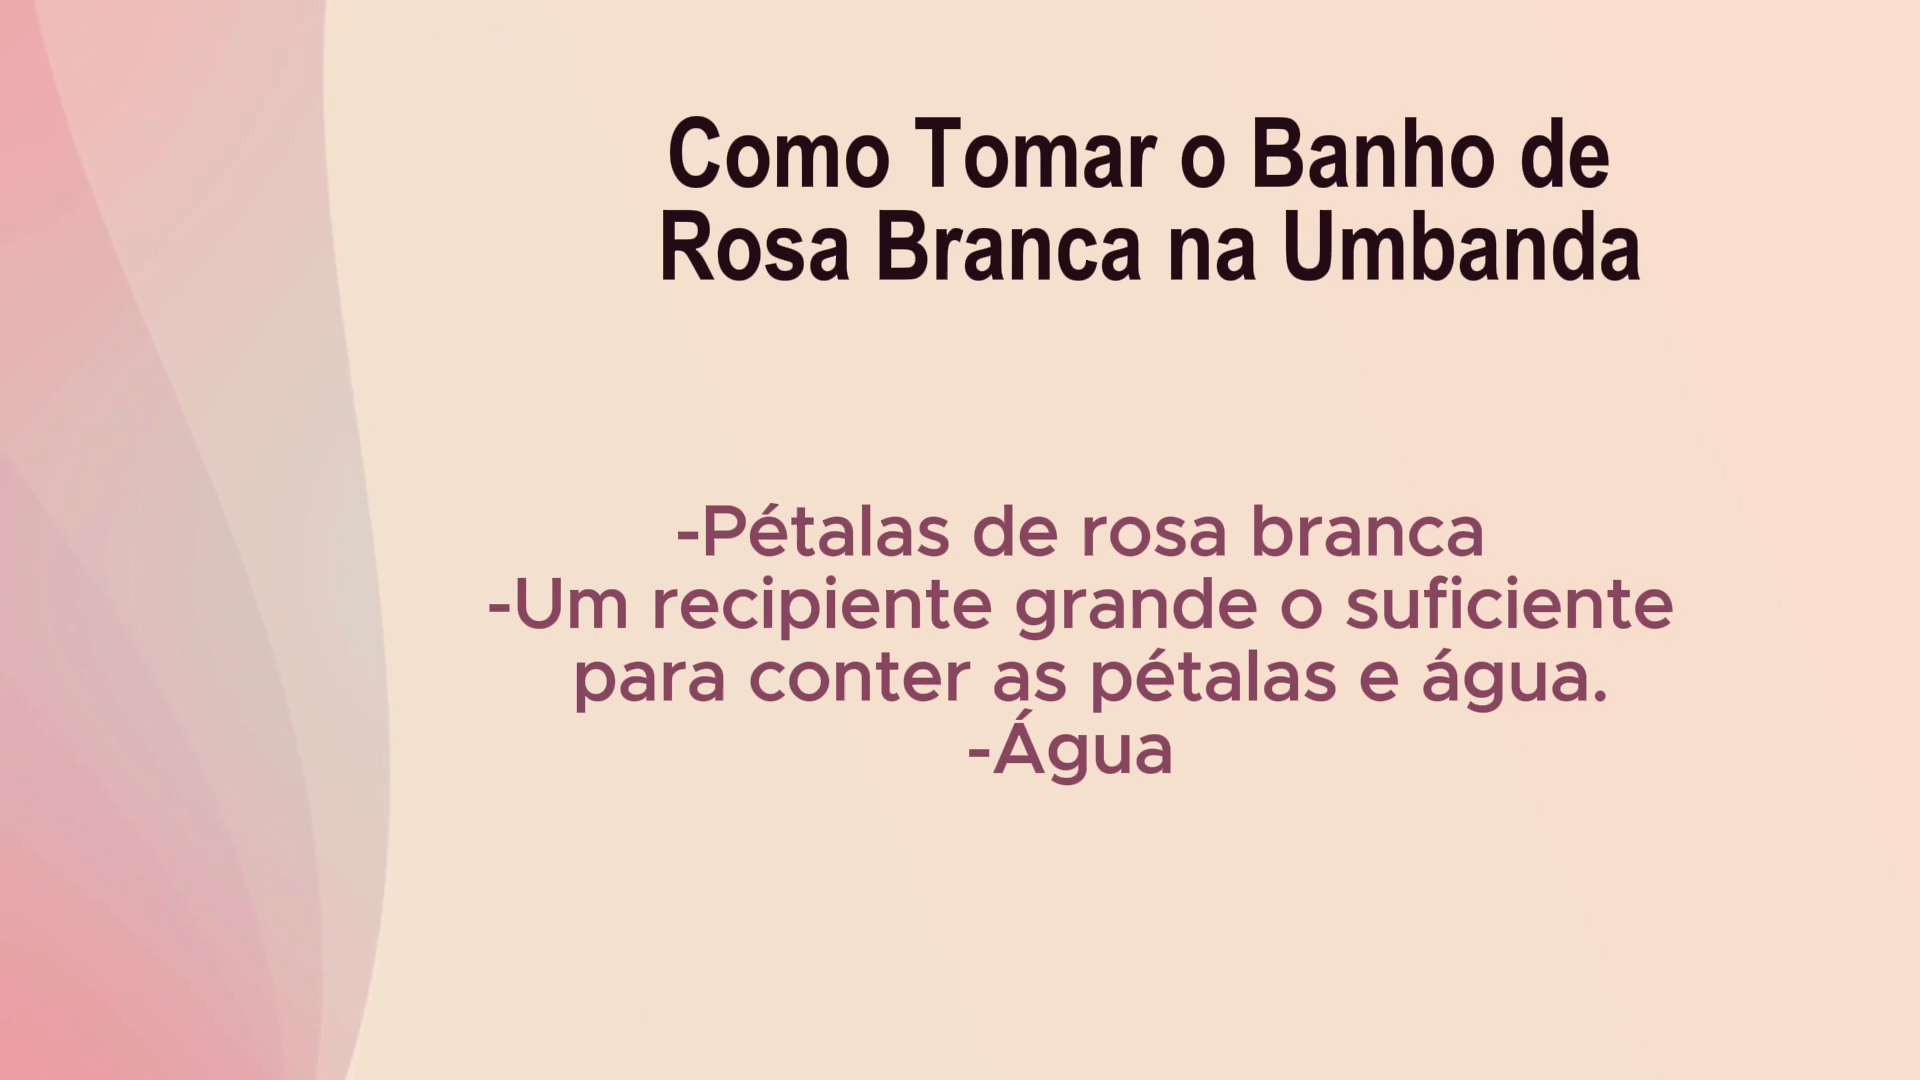 Como Tomar o Banho de
Rosa Branca na Umbanda
-Pétalas de rosa branca
-Um recipiente grande o suficiente
para conter as pétalas e água.
-Água